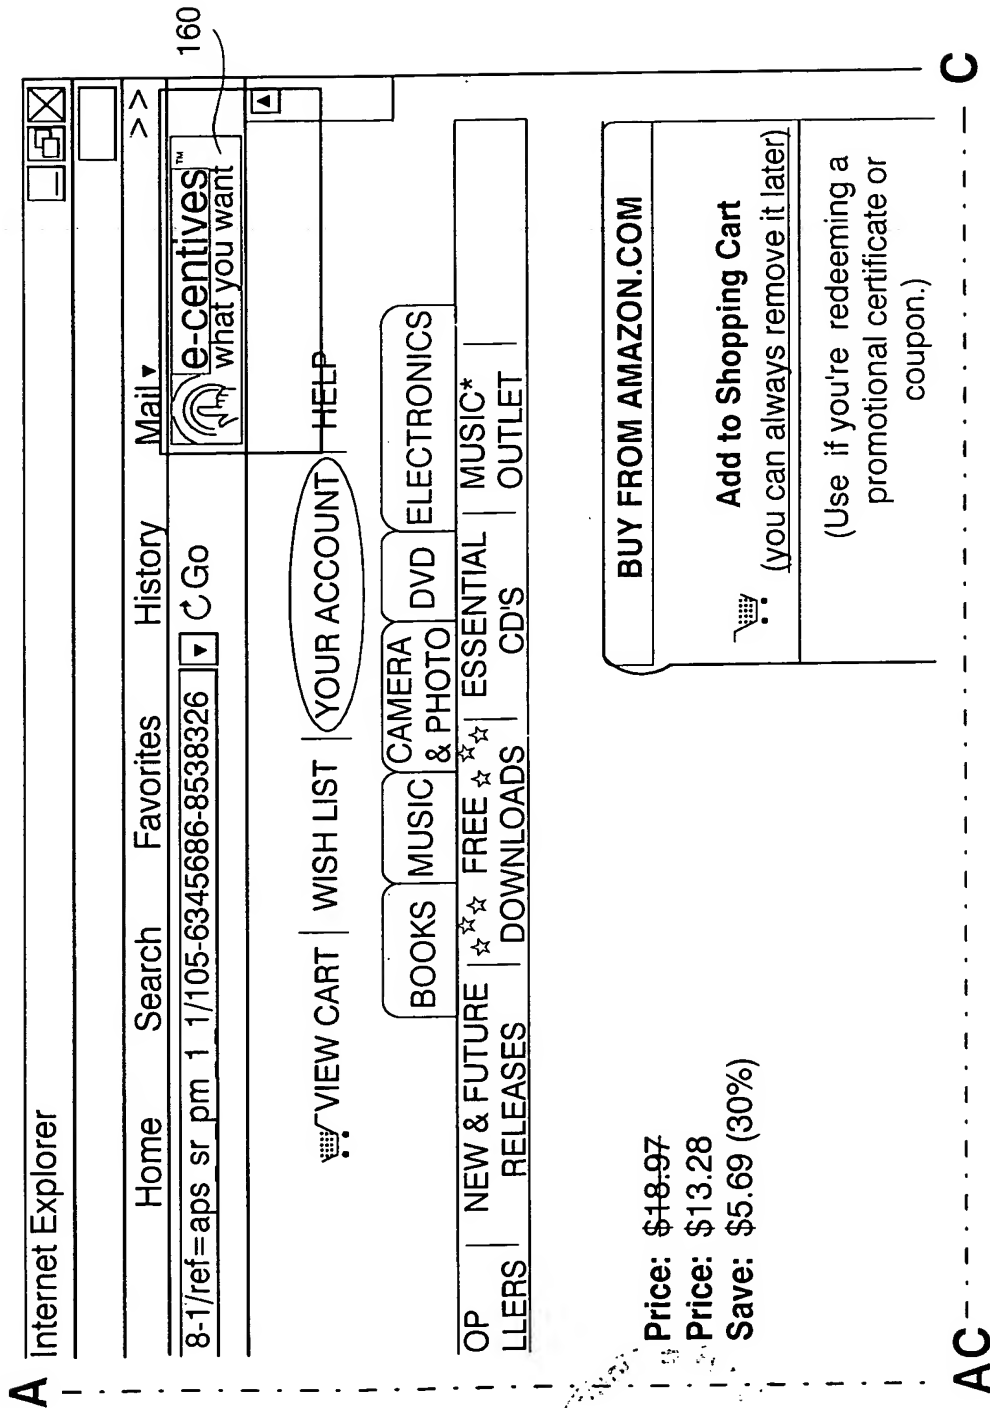 A
Internet Explorer
Home Search Favorites History Mail >>
8-1/ref=aps sr pm 1 1/105-6345686-8538326 Go
e-centives™
what you want
160
VIEW CART | WISH LIST | YOUR ACCOUNT | HELP
BOOKS MUSIC CAMERA & PHOTO DVD ELECTRONICS
OP | NEW & FUTURE | FREE | ESSENTIAL | MUSIC* |
LLERS | RELEASES | DOWNLOADS | CD'S | OUTLET |
BUY FROM AMAZON.COM
Price: $18.97
Price: $13.28
Save: $5.69 (30%)
Add to Shopping Cart
(you can always remove it later)
(Use if you're redeeming a
promotional certificate or
coupon.)
AC
C